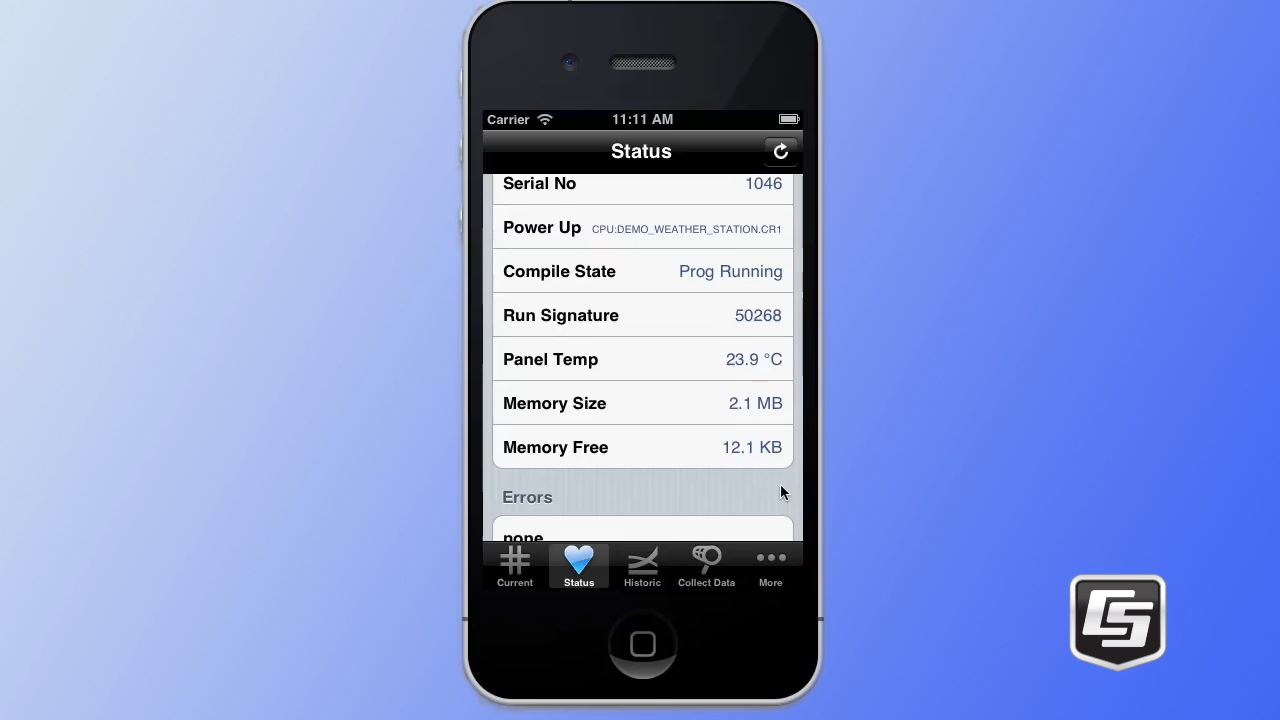 Carrier 11:11 AM
Status
Serial No 1046
Power Up CPU:DEMO_WEATHER_STATION.CR1
Compile State Prog Running
Run Signature 50268
Panel Temp 23.9 °C
Memory Size 2.1 MB
Memory Free 12.1 KB
Errors
none
Current Status Historic Collect Data More
CS